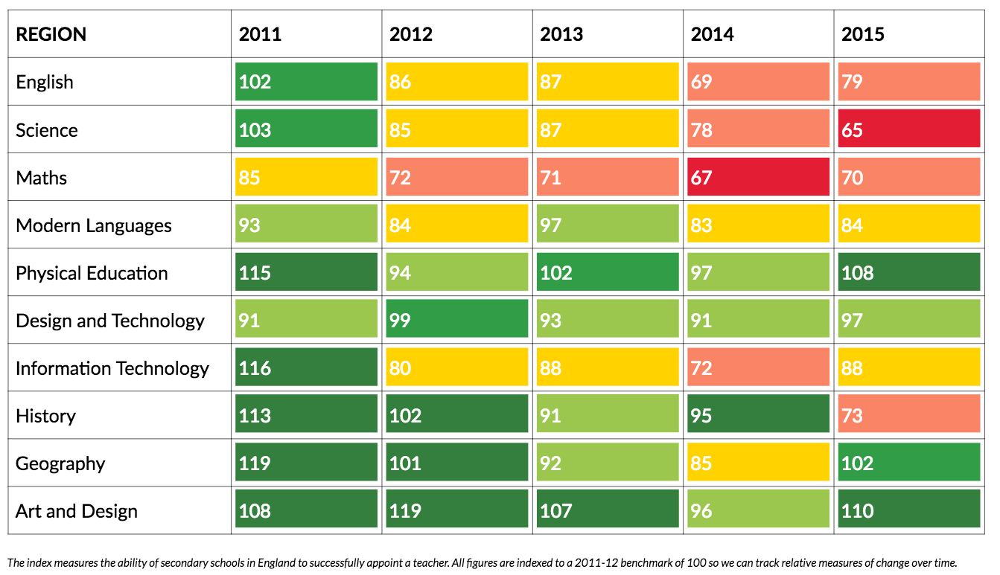 REGION 2011 2012 2013 2014 2015
English 102 86 87 69 79
Science 103 85 87 78 65
Maths 85 72 71 67 70
Modern Languages 93 84 97 83 84
Physical Education 115 94 102 97 108
Design and Technology 91 99 93 91 97
Information Technology 116 80 88 72 88
History 113 102 91 95 73
Geography 119 101 92 85 102
Art and Design 108 119 107 96 110
The index measures the ability of secondary schools in England to successfully appoint a teacher. All figures are indexed to a 2011-12 benchmark of 100 so we can track relative measures of change over time.